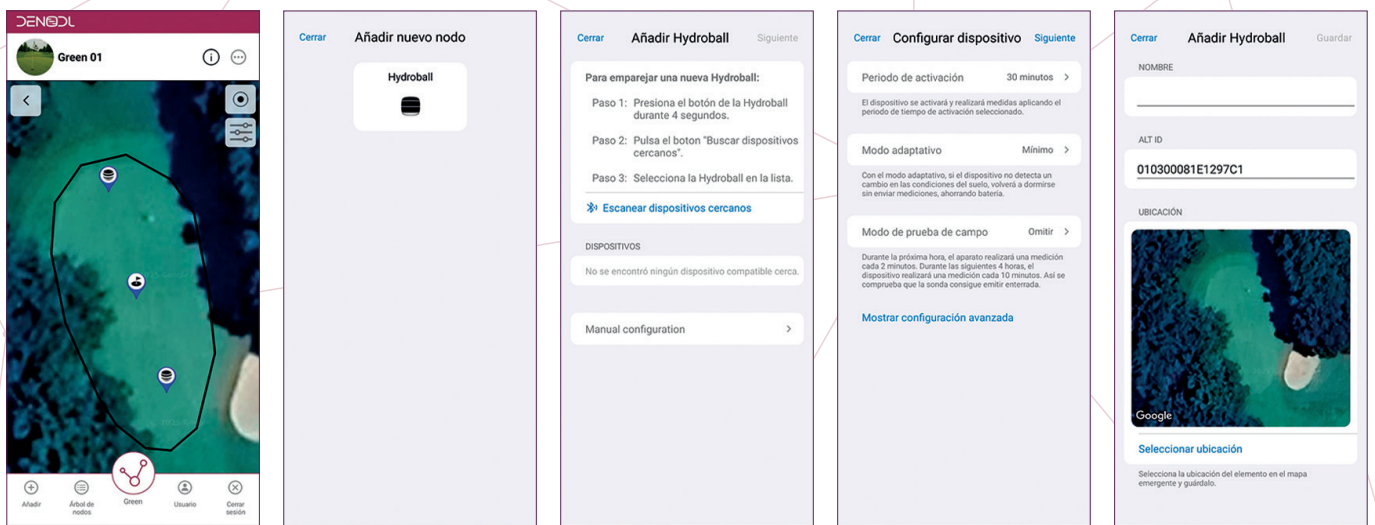 DENODL
Green 01
Añadir
Árbol de
nodos
Green
Usuario
Cerrar
sesión
Cerrar
Añadir nuevo nodo
Hydroball
Cerrar
Añadir Hydroball
Siguiente
Para emparejar una nueva Hydroball:
Paso 1: Presiona el botón de la Hydroball
durante 4 segundos.
Paso 2: Pulsa el boton "Buscar dispositivos
cercanos".
Paso 3: Selecciona la Hydroball en la lista.
Escanear dispositivos cercanos
DISPOSITIVOS
No se encontró ningún dispositivo compatible cerca.
Manual configuration
Cerrar
Configurar dispositivo
Siguiente
Periodo de activación 30 minutos
El dispositivo se activará y realizará medidas aplicando el
periodo de tiempo de activación seleccionado.
Modo adaptativo Mínimo
Con el modo adaptativo, si el dispositivo no detecta un
cambio en las condiciones del suelo, volverá a dormirse
sin enviar mediciones, ahorrando batería.
Modo de prueba de campo Omitir
Durante la próxima hora, el aparato realizará una medición
cada 2 minutos. Durante las siguientes 4 horas, el
dispositivo realizará una medición cada 10 minutos. Así se
comprueba que la sonda consigue emitir enterrada.
Mostrar configuración avanzada
Cerrar
Añadir Hydroball
Guardar
NOMBRE
ALT ID
010300081E1297C1
UBICACIÓN
Google
Seleccionar ubicación
Selecciona la ubicación del elemento en el mapa
emergente y guárdalo.